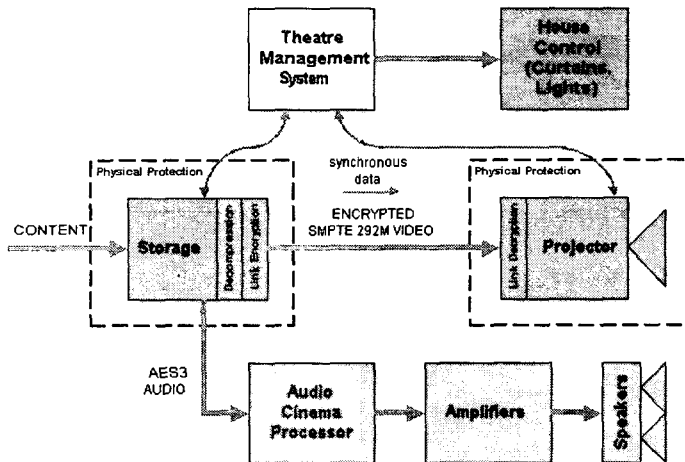 Theatre
Management
System
House
Control
(Curtains,
Lights)
Physical Protection
synchronous
data
Physical Protection
CONTENT
Storage
Decompression
Link Encryption
ENCRYPTED
SMPTE 292M VIDEO
Link Decryption
Projector
AES3
AUDIO
Audio
Cinema
Processor
Amplifiers
Speakers